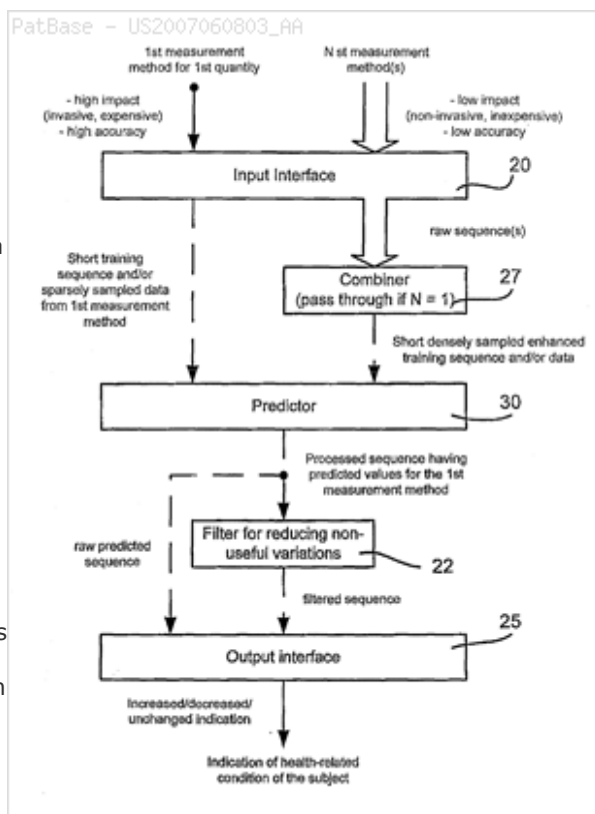 PatBase - US2007060803_AA
1st measurement
method for 1st quantity
N st measurement
method(s)
- high impact
(invasive, expensive)
- high accuracy
- low impact
(non-invasive, inexpensive)
- low accuracy
Input Interface
20
raw sequence(s)
Short training
sequence and/or
sparsely sampled data
from 1st measurement
method
Combiner
(pass through if N = 1)
27
Short densely sampled enhanced
training sequence and/or data
Predictor
30
Processed sequence having
predicted values for the 1st
measurement method
raw predicted
sequence
Filter for reducing non-
useful variations
22
filtered sequence
25
Output interface
Increased/decreased/
unchanged indication
Indication of health-related
condition of the subject